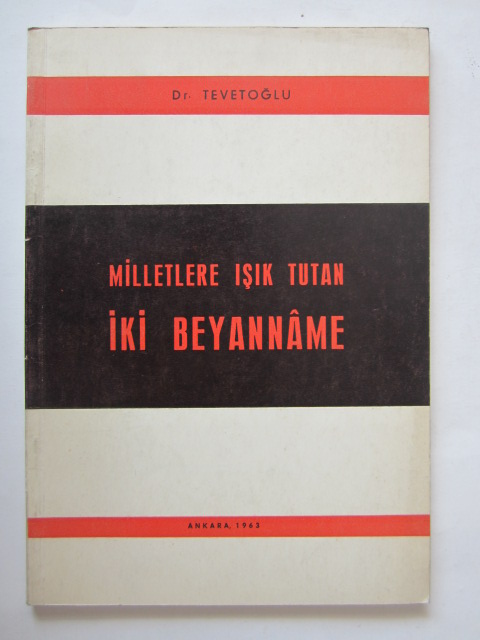 Dr. TEVETOĞLU
MİLLETLERE IŞIK TUTAN
İKİ BEYANNÂME
ANKARA, 1963